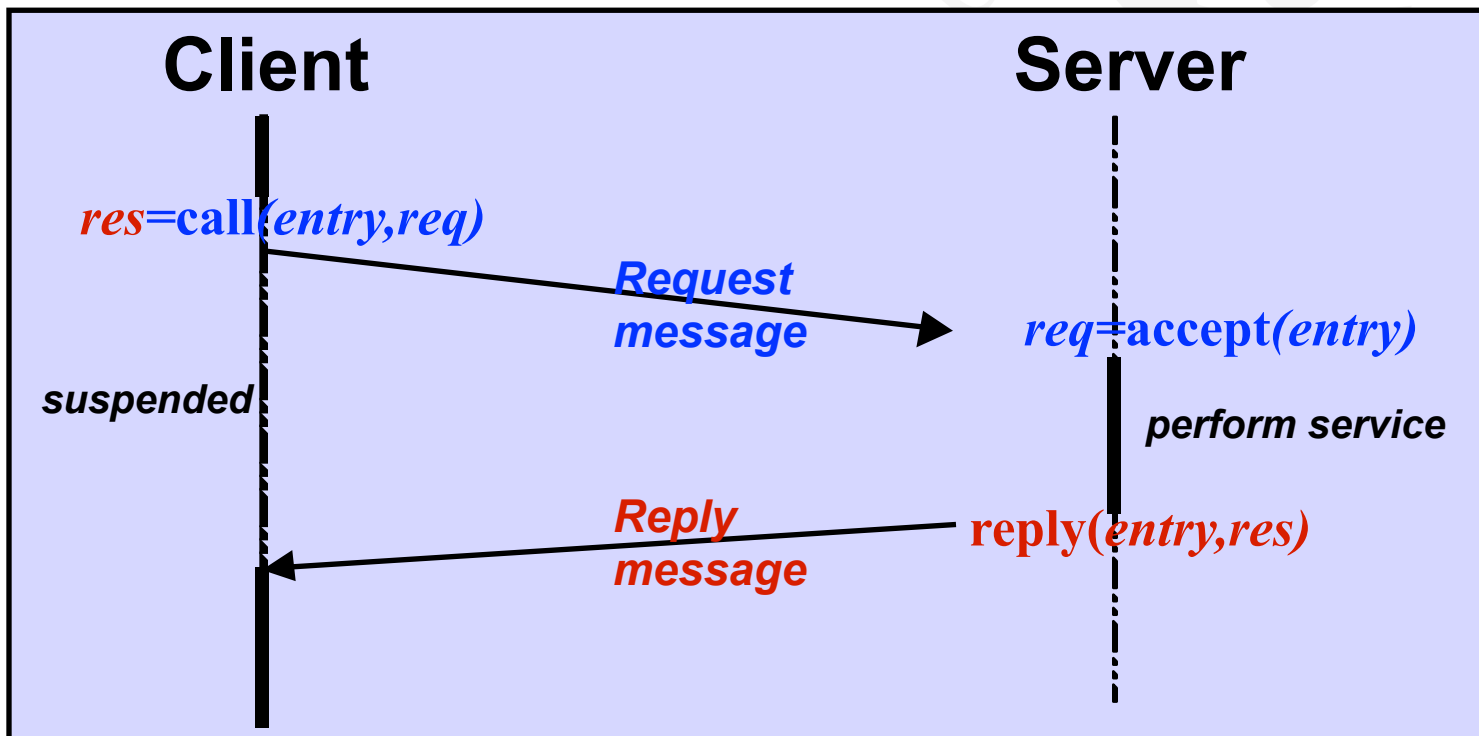 Client
Server
res=call(entry,req)
Request
message
req=accept(entry)
suspended
perform service
Reply
message
reply(entry,res)